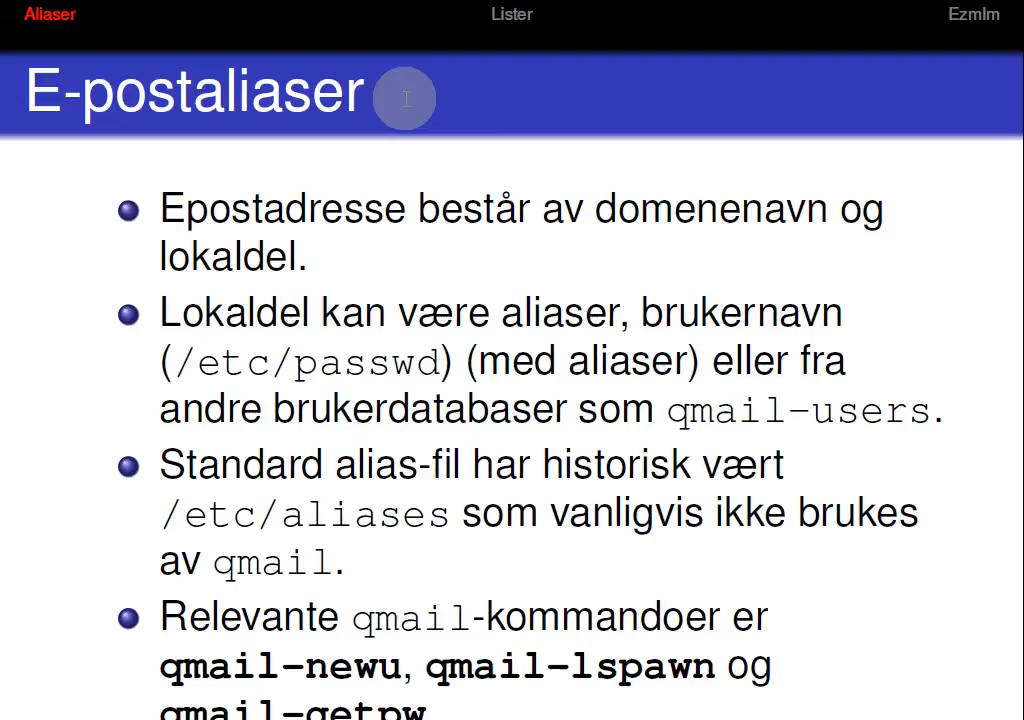 Aliaser Lister Ezmlm
E-postaliaser
Epostadresse består av domenenavn og
lokaldel.
Lokaldel kan være aliaser, brukernavn
(/etc/passwd) (med aliaser) eller fra
andre brukerdatabaser som qmail-users.
Standard alias-fil har historisk vært
/etc/aliases som vanligvis ikke brukes
av qmail.
Relevante qmail-kommandoer er
qmail-newu, qmail-lspawn og
qmail-getpw